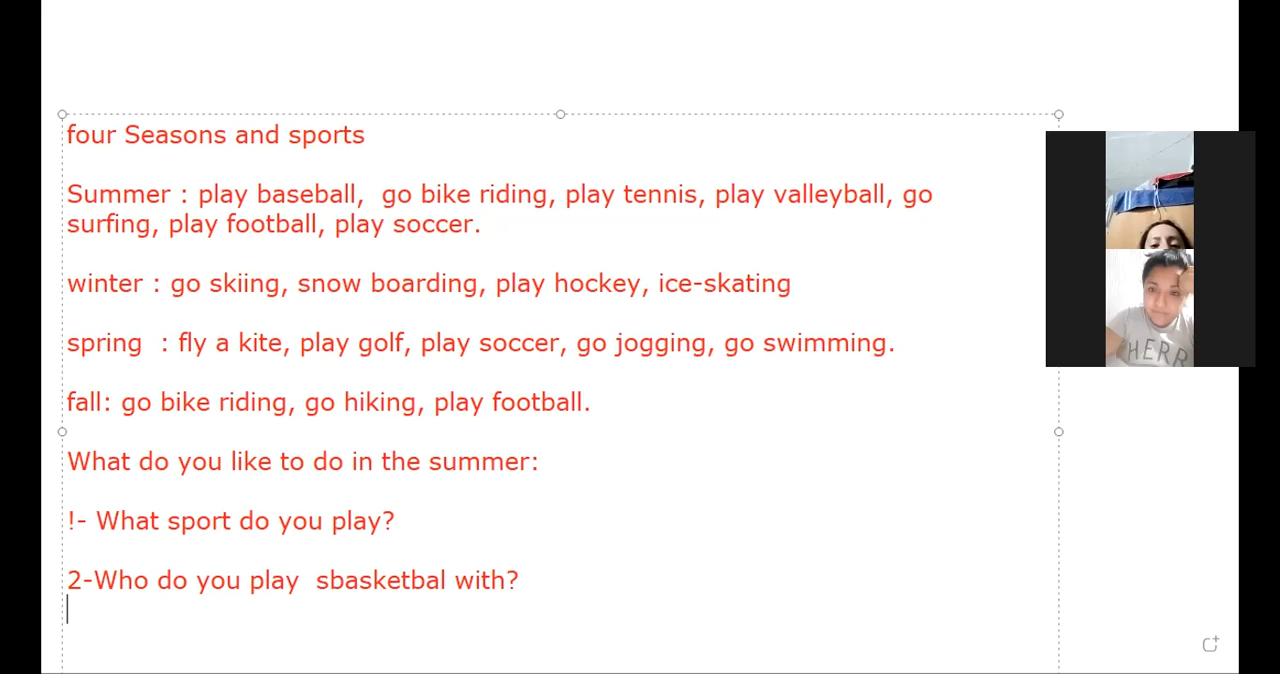 four Seasons and sports
Summer : play baseball,  go bike riding, play tennis, play valleyball, go
surfing, play football, play soccer.
winter : go skiing, snow boarding, play hockey, ice-skating
spring  : fly a kite, play golf, play soccer, go jogging, go swimming.
fall: go bike riding, go hiking, play football.
What do you like to do in the summer:
!- What sport do you play?
2-Who do you play  sbasketbal with?
HERR